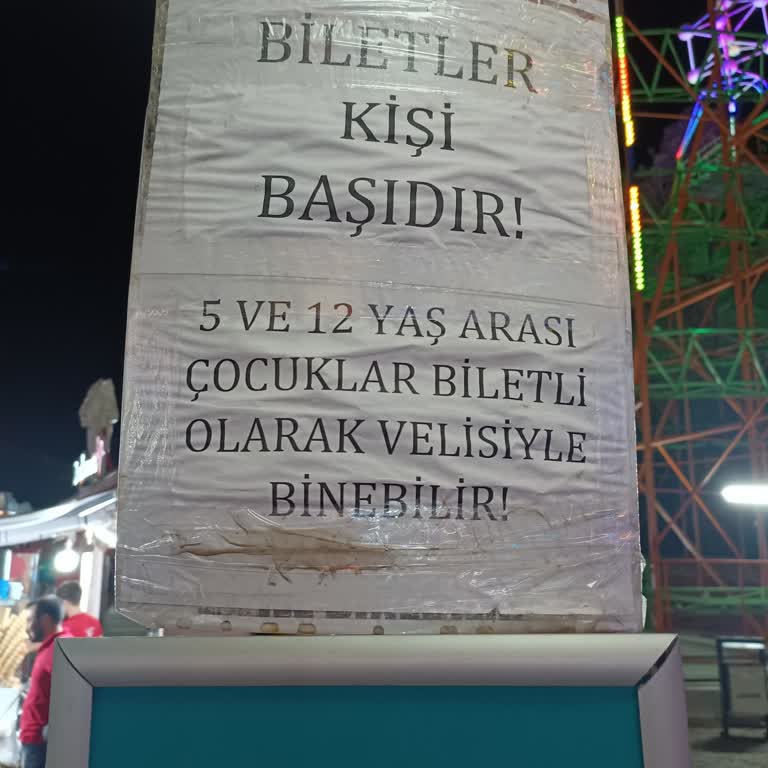 BİLETLER
KİŞİ
BAŞIDIR!
5 VE 12 YAŞ ARASI
ÇOCUKLAR BİLETLİ
OLARAK VELİSİYLE
BİNEBİLİR!